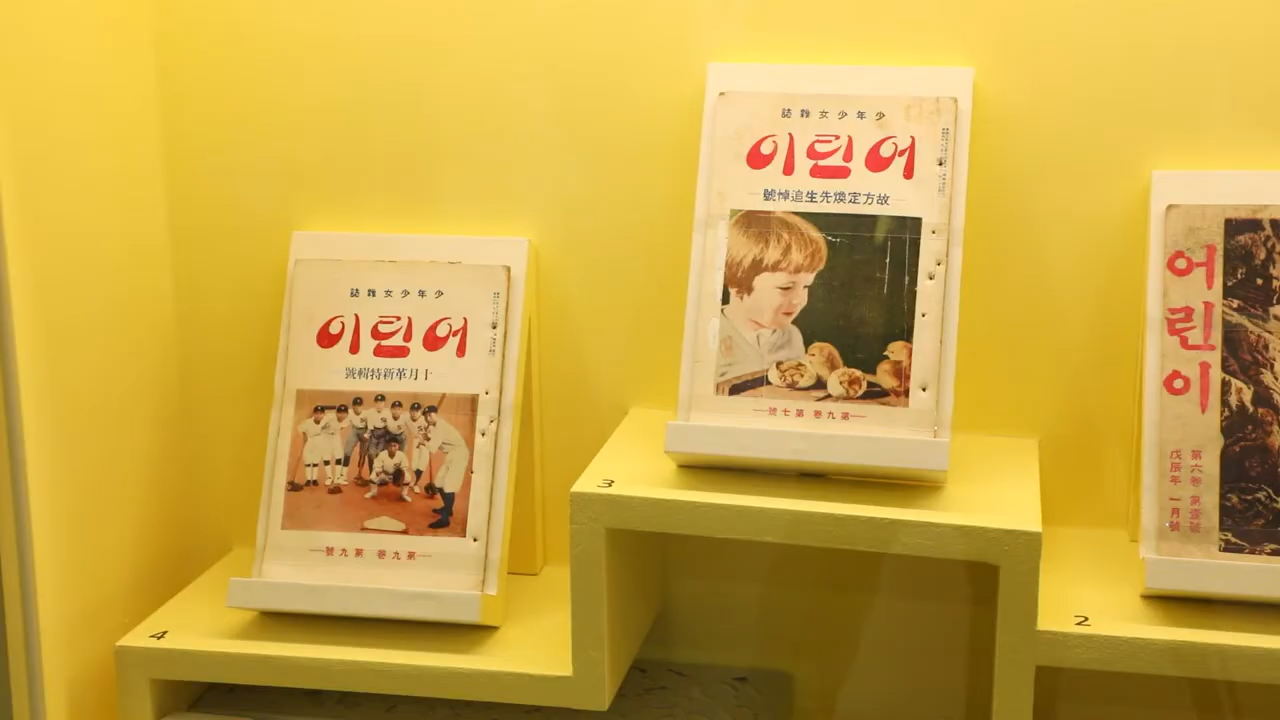 少年少女雜誌
어린이
十月革新特輯號
第九卷 第九號
4
少年少女雜誌
어린이
故方定煥先生追悼號
第九卷 第七號
3
어린이
第六卷 第壹號
戊辰年 一月號
2